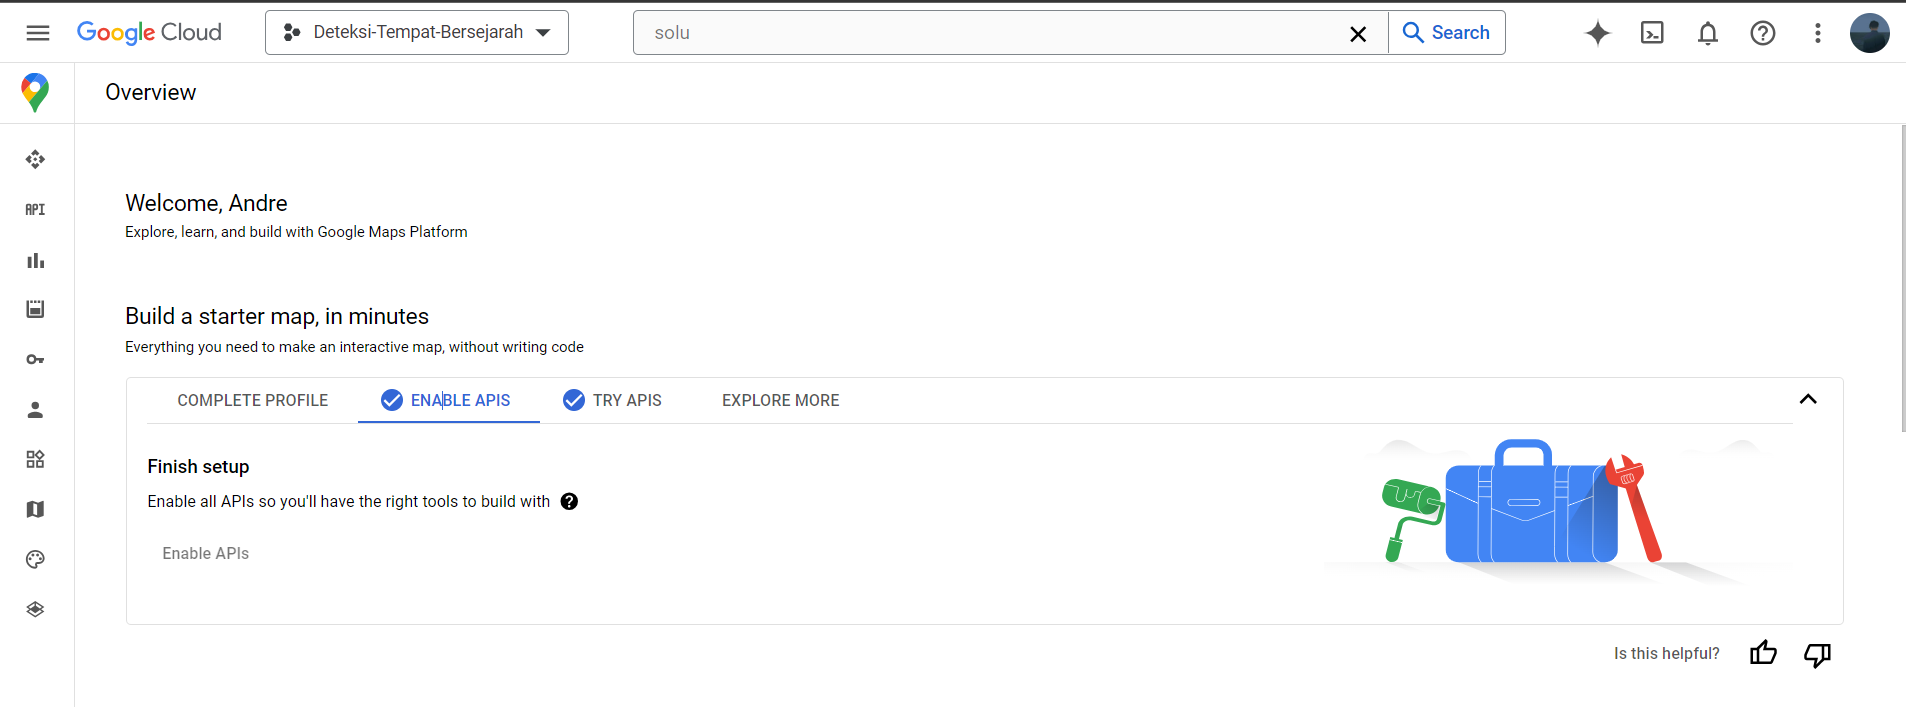 Google Cloud
Deteksi-Tempat-Bersejarah
solu
Search
Overview
API
Welcome, Andre
Explore, learn, and build with Google Maps Platform
Build a starter map, in minutes
Everything you need to make an interactive map, without writing code
COMPLETE PROFILE
ENABLE APIS
TRY APIS
EXPLORE MORE
Finish setup
Enable all APIs so you'll have the right tools to build with
Enable APIs
Is this helpful?